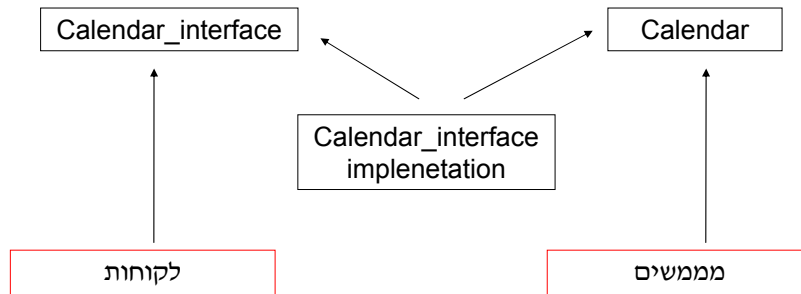 Calendar_interface
Calendar
Calendar_interface
implenetation
לקוחות
מממשים